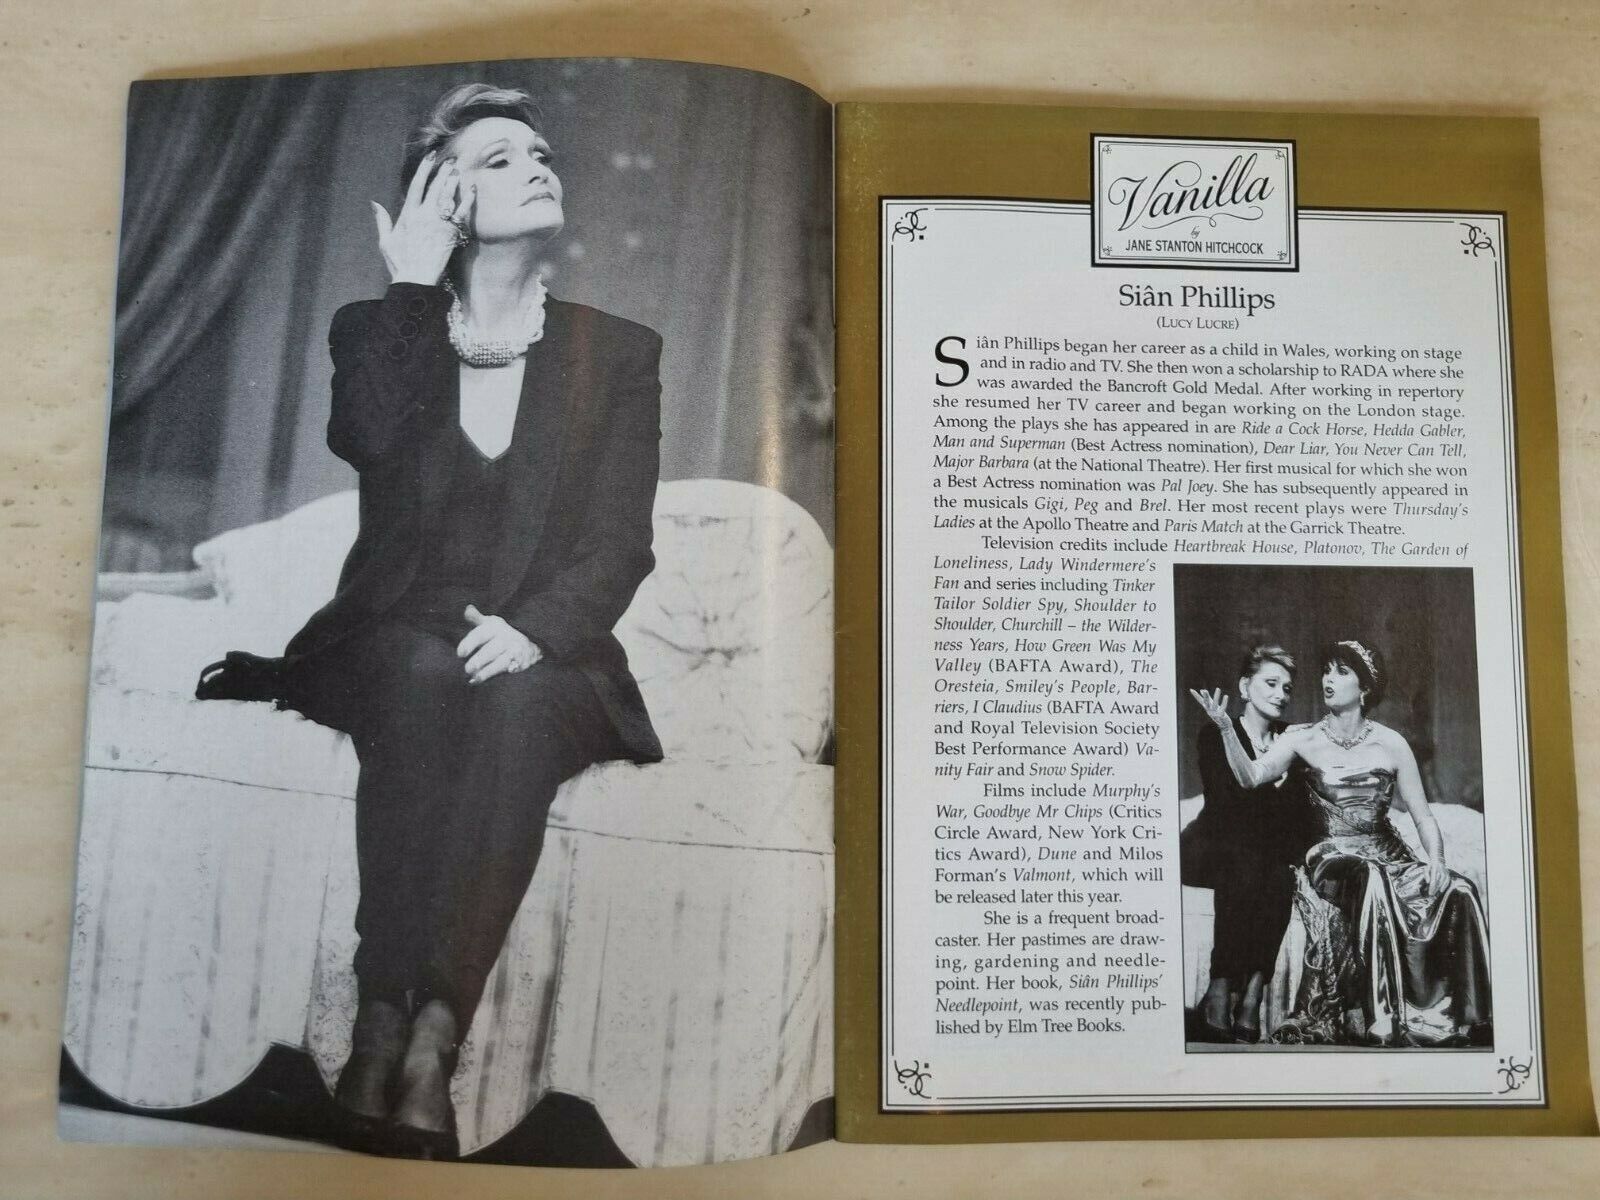 Vanilla
by
JANE STANTON HITCHCOCK
Siân Phillips
(LUCY LUCRE)
Siân Phillips began her career as a child in Wales, working on stage
and in radio and TV. She then won a scholarship to RADA where she
was awarded the Bancroft Gold Medal. After working in repertory
she resumed her TV career and began working on the London stage.
Among the plays she has appeared in are Ride a Cock Horse, Hedda Gabler,
Man and Superman (Best Actress nomination), Dear Liar, You Never Can Tell,
Major Barbara (at the National Theatre). Her first musical for which she won
a Best Actress nomination was Pal Joey. She has subsequently appeared in
the musicals Gigi, Peg and Brel. Her most recent plays were Thursday's
Ladies at the Apollo Theatre and Paris Match at the Garrick Theatre.
Television credits include Heartbreak House, Platonov, The Garden of
Loneliness, Lady Windermere's
Fan and series including Tinker
Tailor Soldier Spy, Shoulder to
Shoulder, Churchill – the Wilder-
ness Years, How Green Was My
Valley (BAFTA Award), The
Oresteia, Smiley's People, Bar-
riers, I Claudius (BAFTA Award
and Royal Television Society
Best Performance Award) Va-
nity Fair and Snow Spider.
Films include Murphy's
War, Goodbye Mr Chips (Critics
Circle Award, New York Cri-
tics Award), Dune and Milos
Forman's Valmont, which will
be released later this year.
She is a frequent broad-
caster. Her pastimes are draw-
ing, gardening and needle-
point. Her book, Siân Phillips'
Needlepoint, was recently pub-
lished by Elm Tree Books.